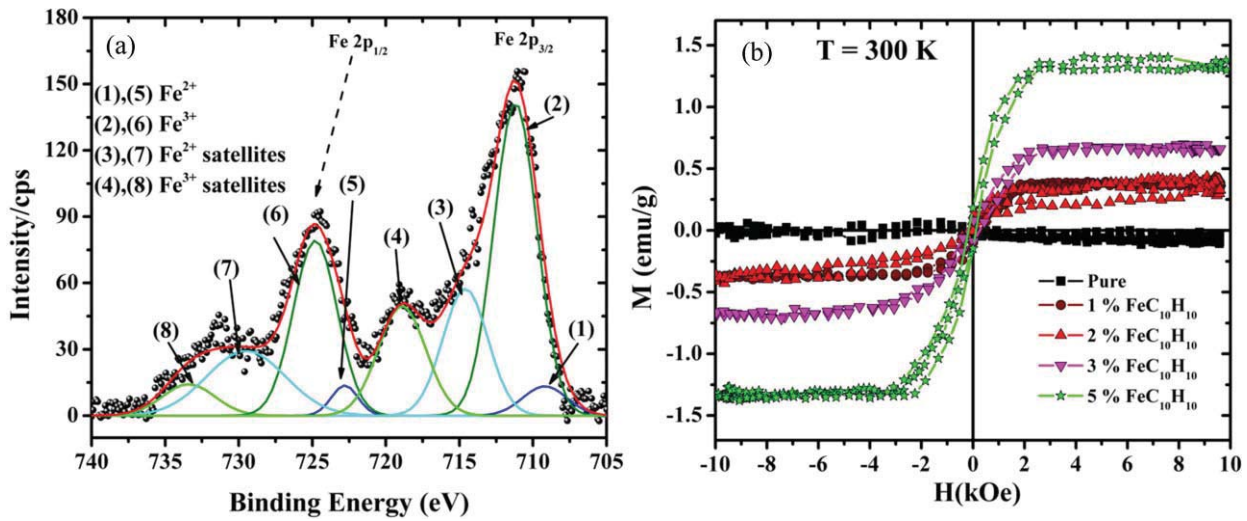 (a)
Fe 2p1/2
Fe 2p3/2
(1),(5) Fe2+
(2),(6) Fe3+
(3),(7) Fe2+ satellites
(4),(8) Fe3+ satellites
(1)
(2)
(3)
(4)
(5)
(6)
(7)
(8)
Intensity/cps
180
150
120
90
60
30
0
740 735 730 725 720 715 710 705
Binding Energy (eV)
(b)
T = 300 K
M (emu/g)
1.5
1.0
0.5
0.0
-0.5
-1.0
-1.5
Pure
1 % FeC10H10
2 % FeC10H10
3 % FeC10H10
5 % FeC10H10
-10 -8 -6 -4 -2 0 2 4 6 8 10
H(kOe)